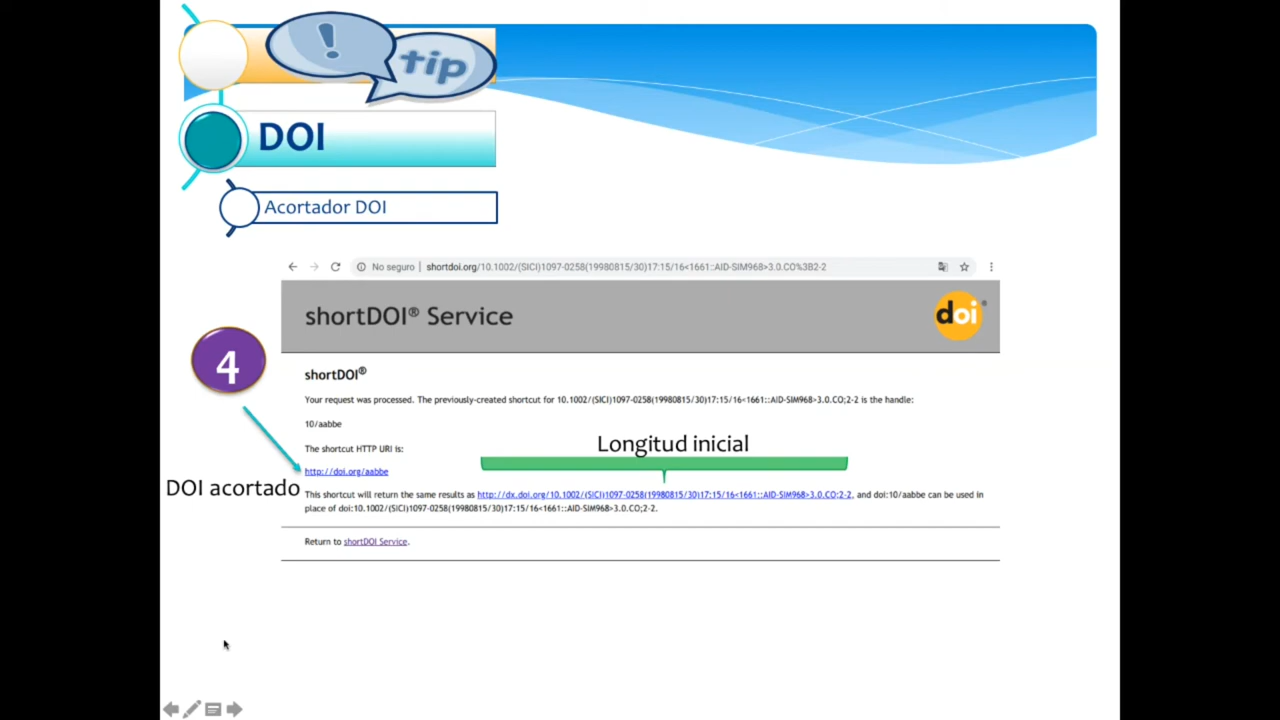 !
tip
DOI
Acortador DOI
No seguro | shortdoi.org/10.1002/(SICI)1097-0258(19980815/30)17:15/16<1661::AID-SIM968>3.0.CO%3B2-2
shortDOI® Service
doi®
4
shortDOI®
Your request was processed. The previously-created shortcut for 10.1002/(SICI)1097-0258(19980815/30)17:15/16<1661::AID-SIM968>3.0.CO;2-2 is the handle:
10/aabbe
The shortcut HTTP URI is:
Longitud inicial
http://doi.org/aabbe
DOI acortado
This shortcut will return the same results as http://dx.doi.org/10.1002/(SICI)1097-0258(19980815/30)17:15/16<1661::AID-SIM968>3.0.CO;2-2, and doi:10/aabbe can be used in
place of doi:10.1002/(SICI)1097-0258(19980815/30)17:15/16<1661::AID-SIM968>3.0.CO;2-2.
Return to shortDOI Service.